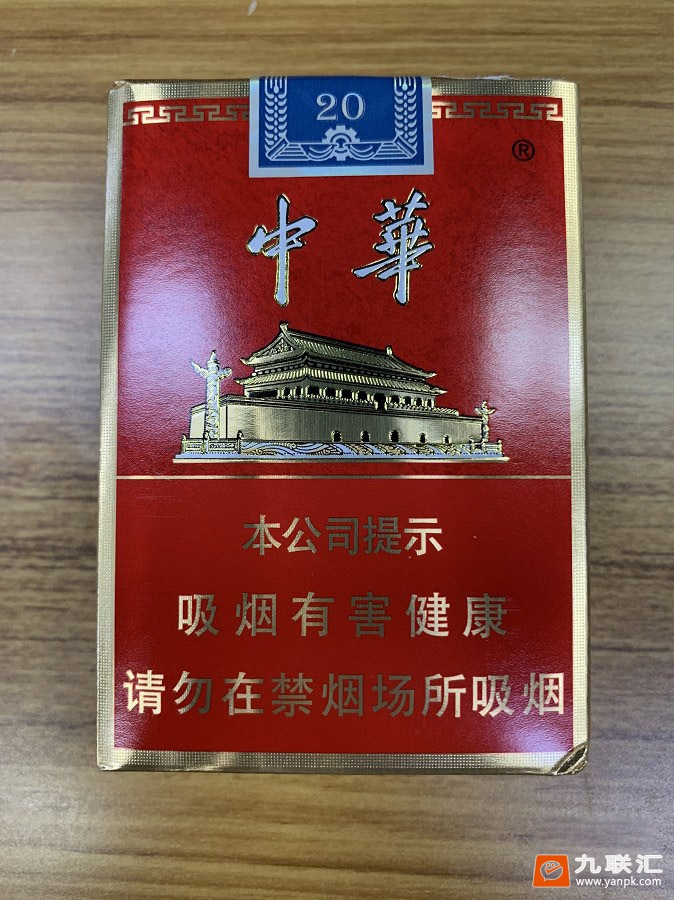 20
®
中華
本公司提示
吸烟有害健康
请勿在禁烟场所吸烟
九联汇
www.yanpk.com